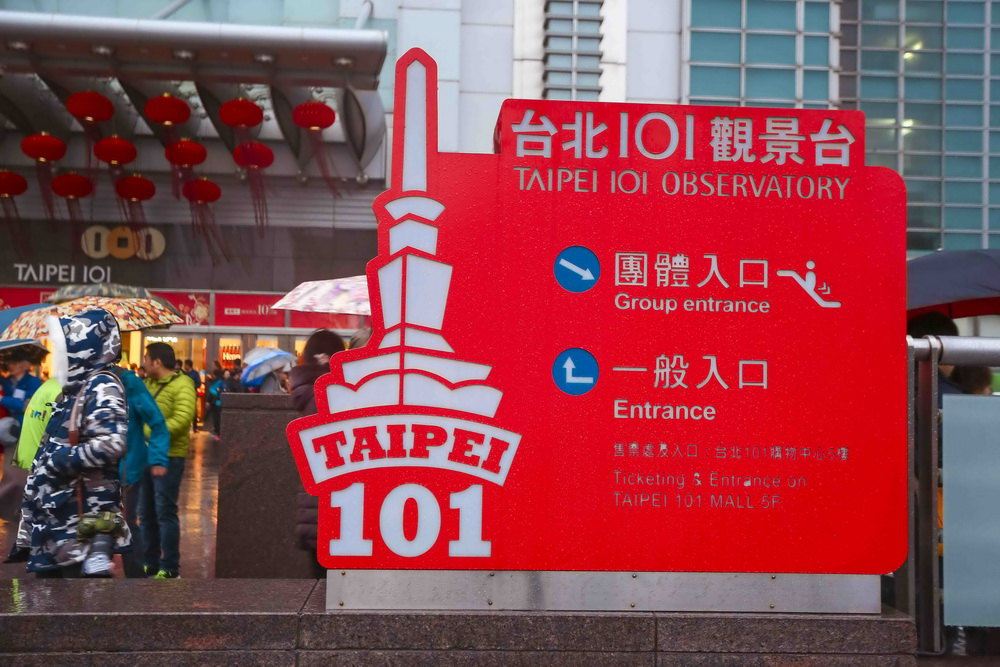 台北101觀景台
TAIPEI 101 OBSERVATORY
團體入口
Group entrance
一般入口
Entrance
售票處及入口：台北101購物中心5樓
Ticketing & Entrance on
TAIPEI 101 MALL 5F
TAIPEI
101
TAIPEI 101